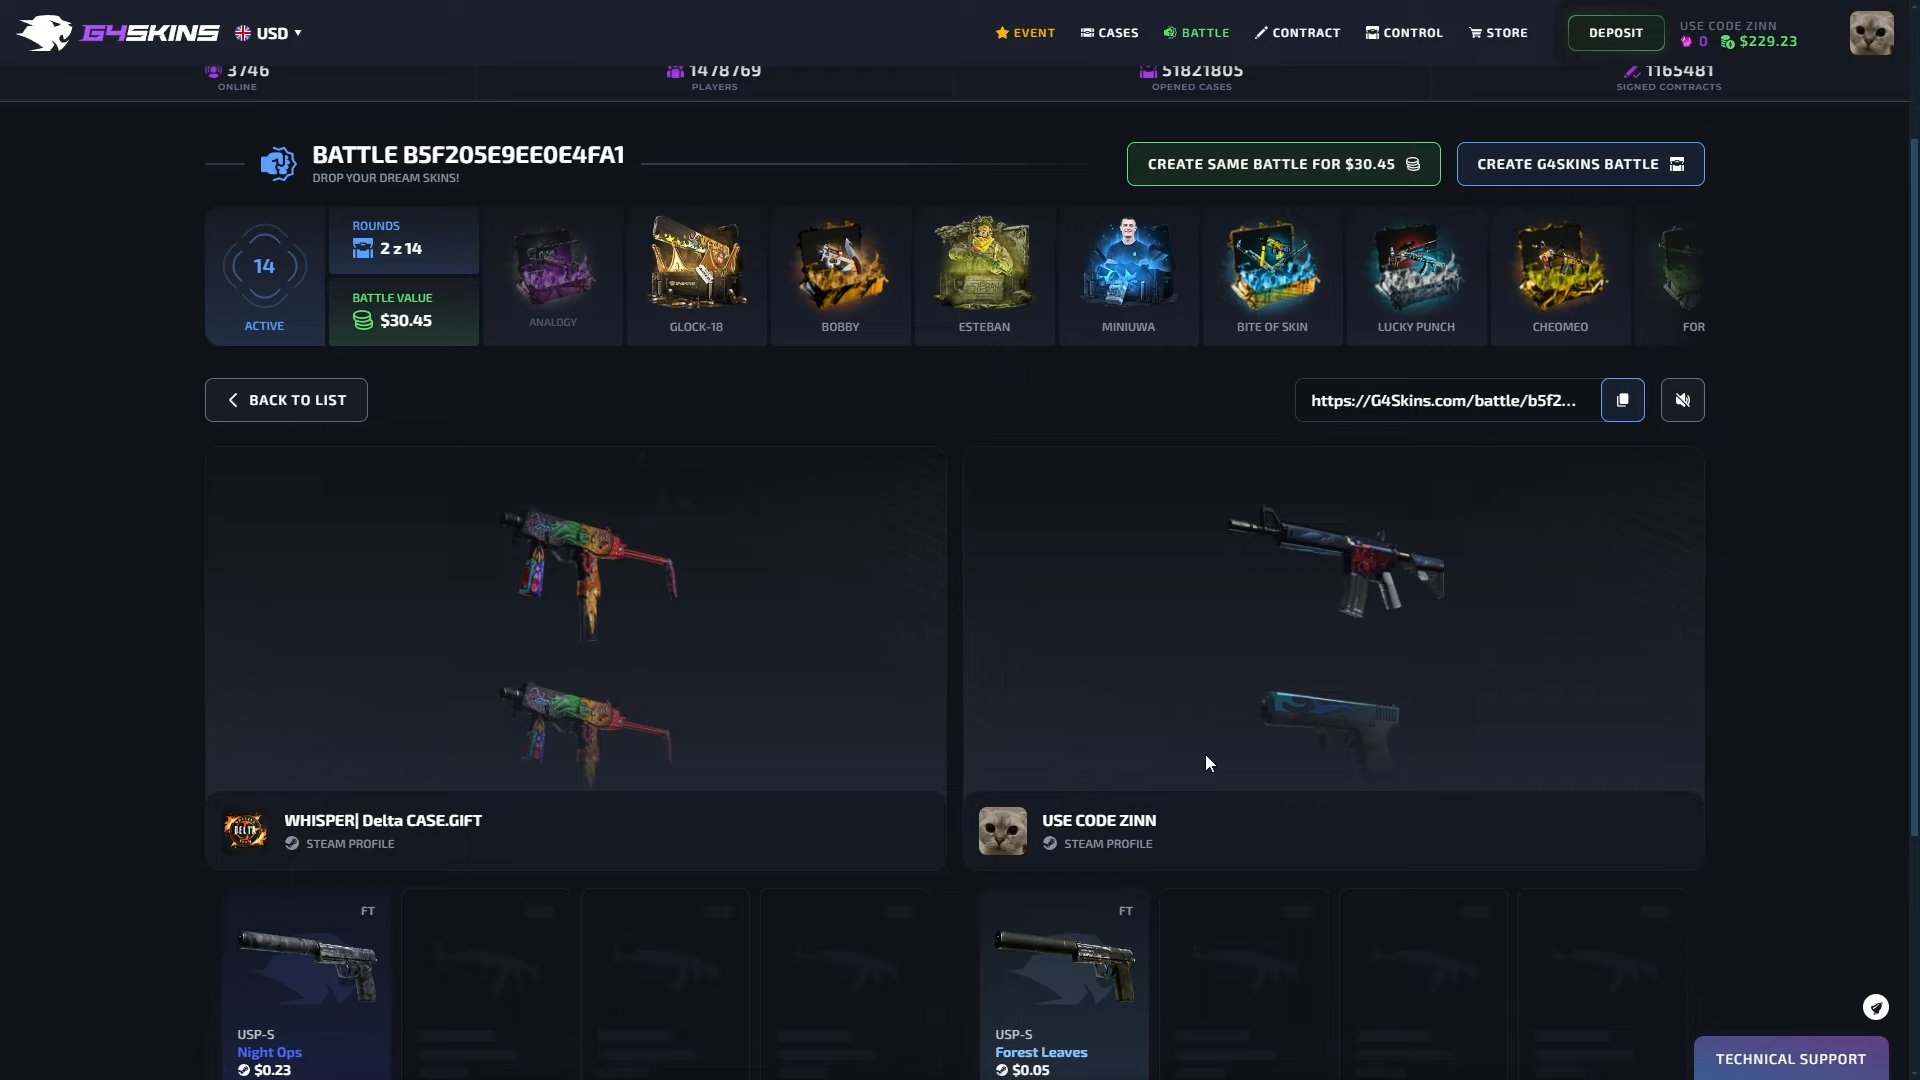 G4SKINS
USD
EVENT
CASES
BATTLE
CONTRACT
CONTROL
STORE
DEPOSIT
USE CODE ZINN
0 $229.23
3746
ONLINE
1478769
PLAYERS
51821805
OPENED CASES
1165481
SIGNED CONTRACTS
BATTLE B5F205E9EE0E4FA1
DROP YOUR DREAM SKINS!
CREATE SAME BATTLE FOR $30.45
CREATE G4SKINS BATTLE
14
ACTIVE
ROUNDS
2 z 14
BATTLE VALUE
$30.45
ANALOGY
GLOCK-18
BOBBY
ESTEBAN
MINIUWA
BITE OF SKIN
LUCKY PUNCH
CHEOMEO
FOR
BACK TO LIST
https://G4Skins.com/battle/b5f2...
DELTA
WHISPER| Delta CASE.GIFT
STEAM PROFILE
USE CODE ZINN
STEAM PROFILE
FT
USP-S
Night Ops
$0.23
FT
USP-S
Forest Leaves
$0.05
TECHNICAL SUPPORT